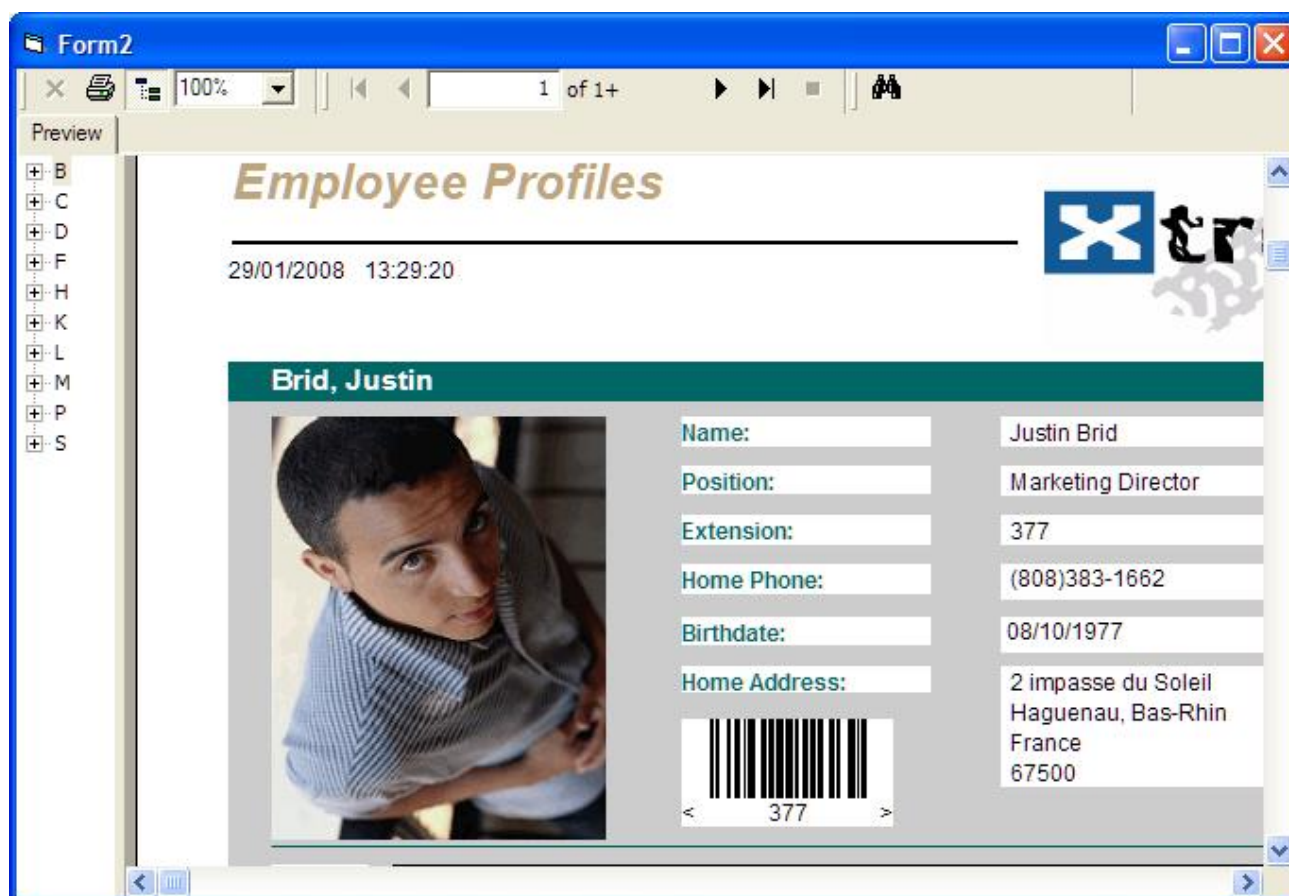 Form2
100%
1 of 1+
Preview
B
C
D
F
H
K
L
M
P
S
Employee Profiles
29/01/2008 13:29:20
Brid, Justin
Name: Justin Brid
Position: Marketing Director
Extension: 377
Home Phone: (808)383-1662
Birthdate: 08/10/1977
Home Address: 2 impasse du Soleil
Haguenau, Bas-Rhin
France
67500
< 377 >